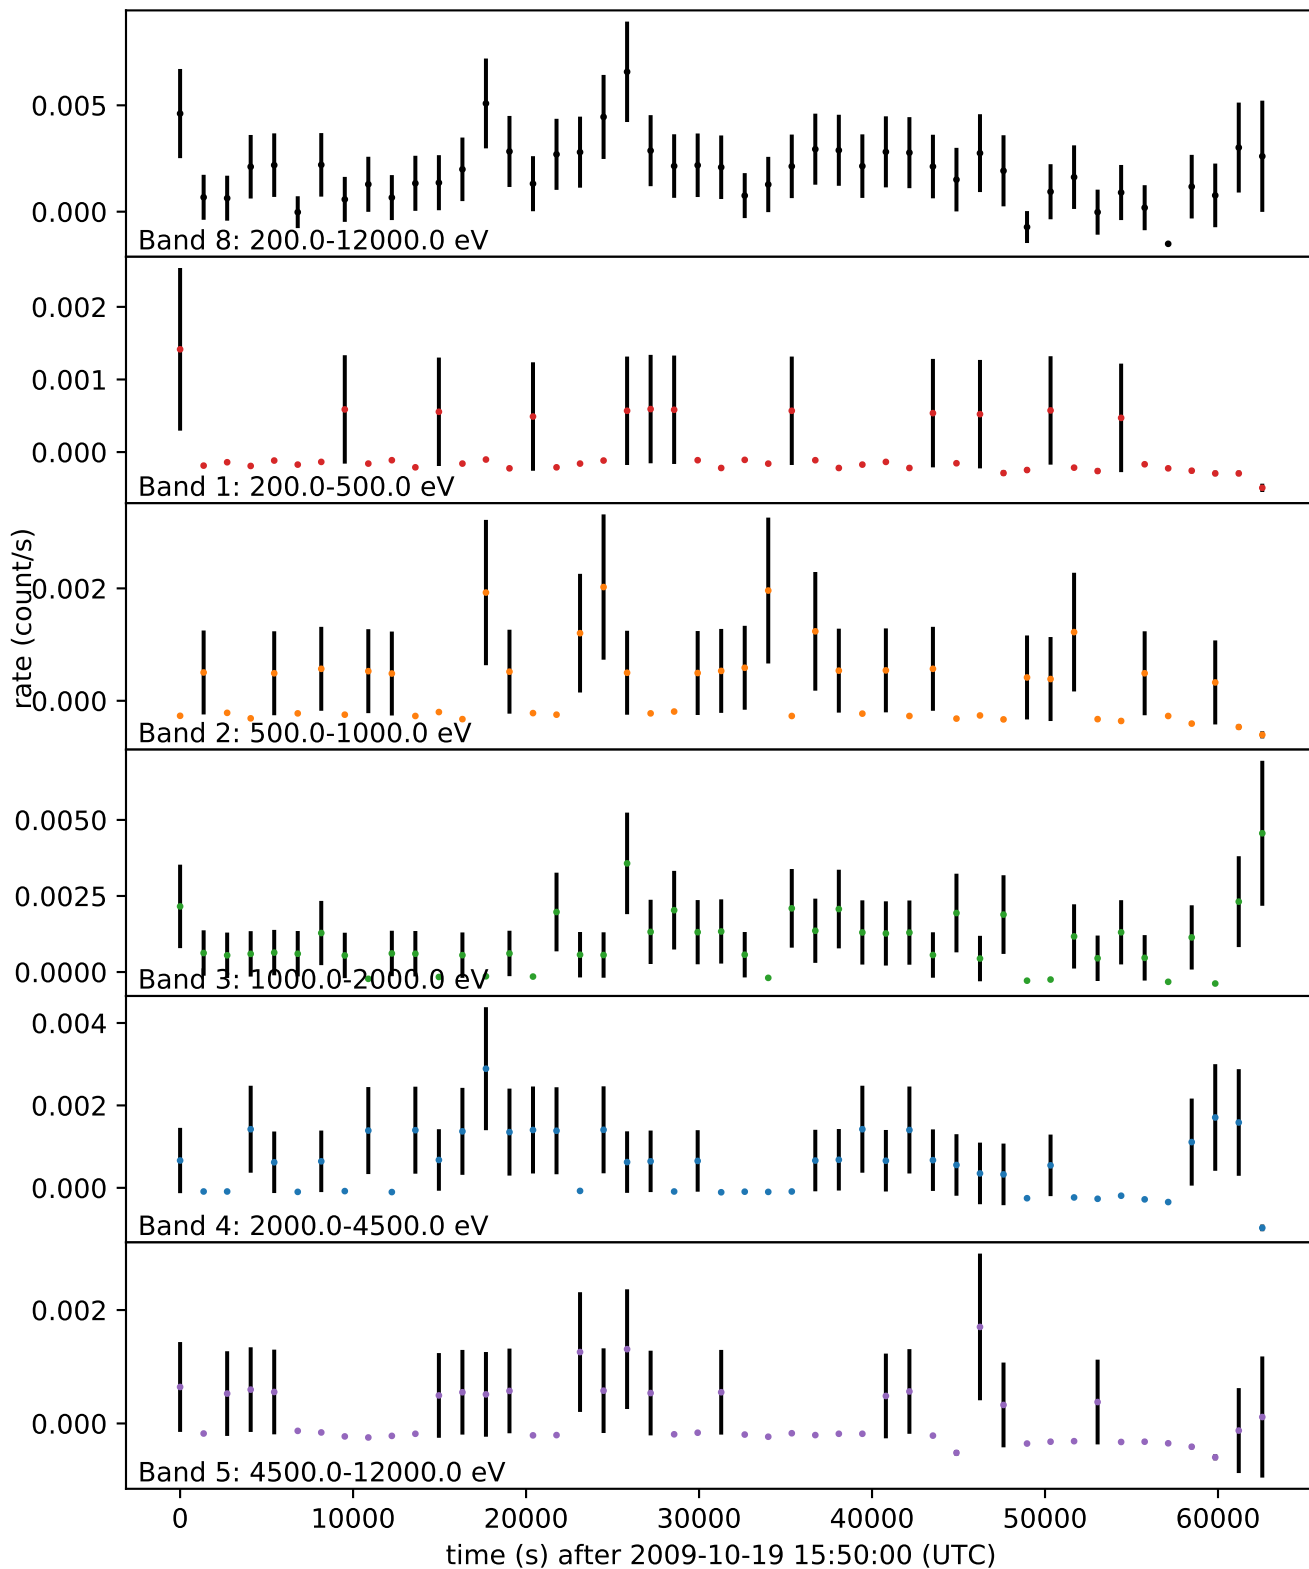 0.005
0.000
Band 8: 200.0-12000.0 eV
0.002
0.001
0.000
Band 1: 200.0-500.0 eV
rate (count/s)
0.002
0.000
Band 2: 500.0-1000.0 eV
0.0050
0.0025
0.0000
Band 3: 1000.0-2000.0 eV
0.004
0.002
0.000
Band 4: 2000.0-4500.0 eV
0.002
0.000
Band 5: 4500.0-12000.0 eV
0 10000 20000 30000 40000 50000 60000
time (s) after 2009-10-19 15:50:00 (UTC)